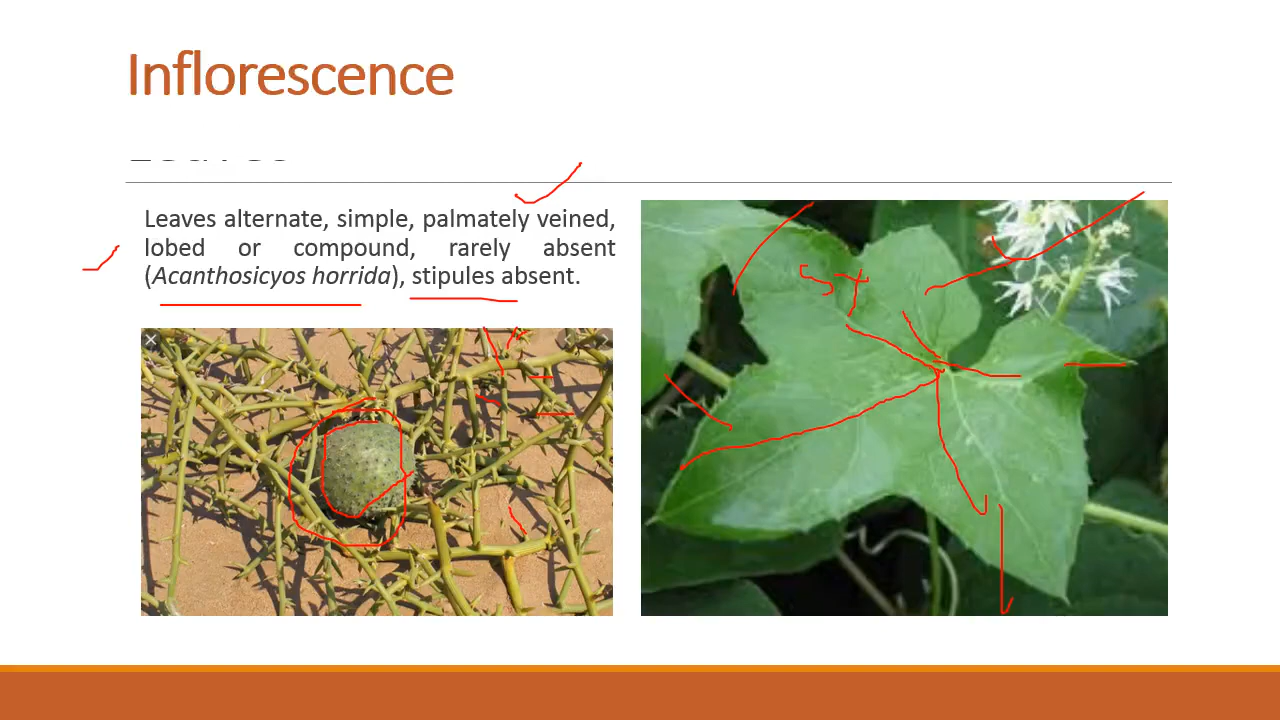 Inflorescence
Leaves alternate, simple, palmately veined,
lobed or compound, rarely absent
(Acanthosicyos horrida), stipules absent.